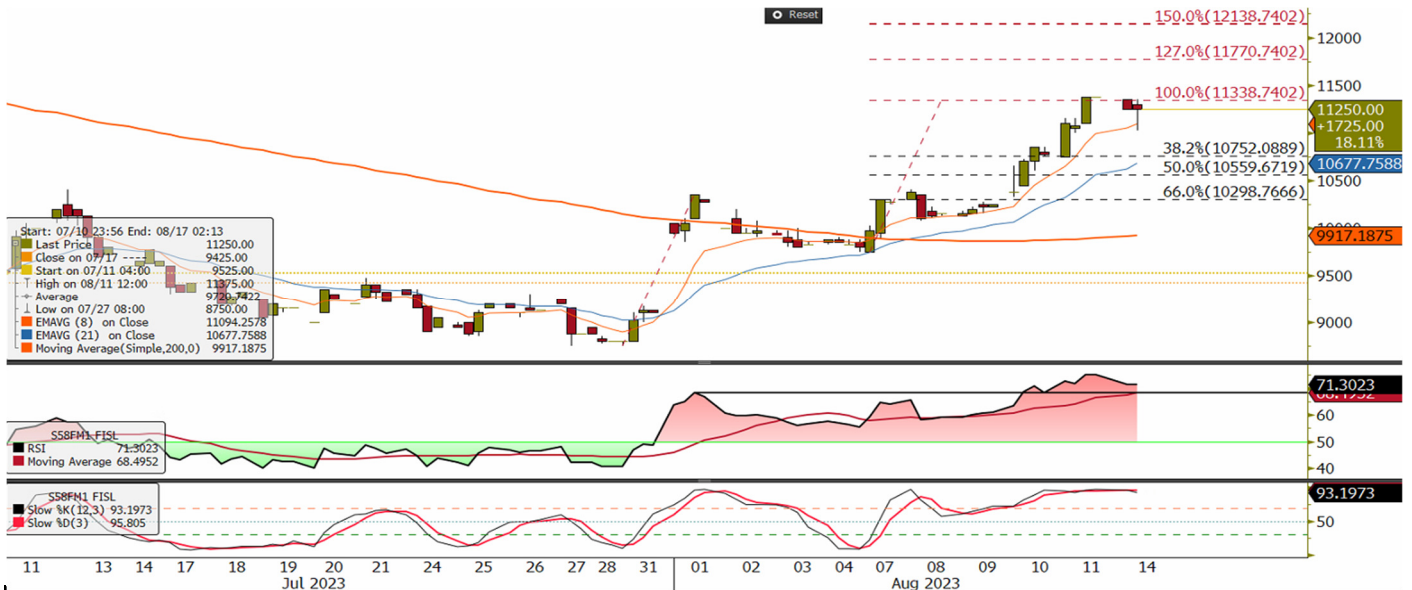 Reset
150.0%(12138.7402)
127.0%(11770.7402)
100.0%(11338.7402)
38.2%(10752.0889)
50.0%(10559.6719)
66.0%(10298.7666)
12000
11500
11250.00
+1725.00
18.11%
10677.7588
10500
10000
9917.1875
9500
9000
Start: 07/10 23:56 End: 08/17 02:13
Last Price 11250.00
Close on 07/17 ---- 9425.00
Start on 07/11 04:00 9525.00
High on 08/11 12:00 11375.00
Average 9720.7422
Low on 07/27 08:00 8750.00
EMAVG (8) on Close 11094.2578
EMAVG (21) on Close 10677.7588
Moving Average(Simple,200,0) 9917.1875
S58FM1 FISL
RSI 71.3023
Moving Average 68.4952
71.3023
68.4952
60
50
40
S58FM1 FISL
Slow %K(12,3) 93.1973
Slow %D(3) 95.805
93.1973
50
11 13 14 17 18 19 20 21 24 25 26 27 28 31 01 02 03 04 07 08 09 10 11 14
Jul 2023 Aug 2023